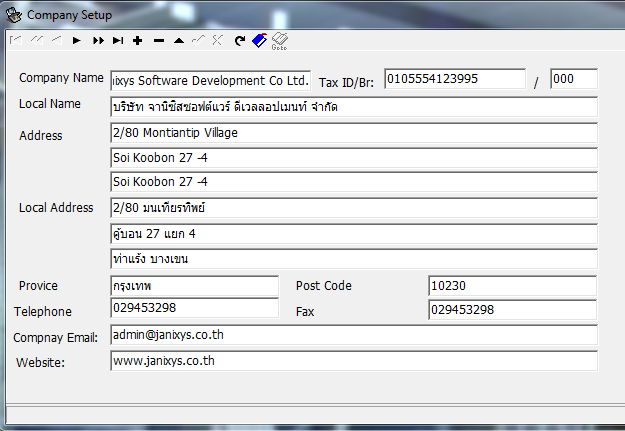 Company Setup
Goto
Company Name ixys Software Development Co Ltd. Tax ID/Br: 0105554123995 / 000
Local Name บริษัท จานิซีสซอฟต์แวร์ ดีเวลลอปเมนท์ จำกัด
Address 2/80 Montiantip Village
Soi Koobon 27 -4
Soi Koobon 27 -4
Local Address 2/80 มนเทียรทิพย์
คู้บอน 27 แยก 4
ท่าแร้ง บางเขน
Provice กรุงเทพ Post Code 10230
Telephone 029453298 Fax 029453298
Compnay Email: admin@janixys.co.th
Website: www.janixys.co.th